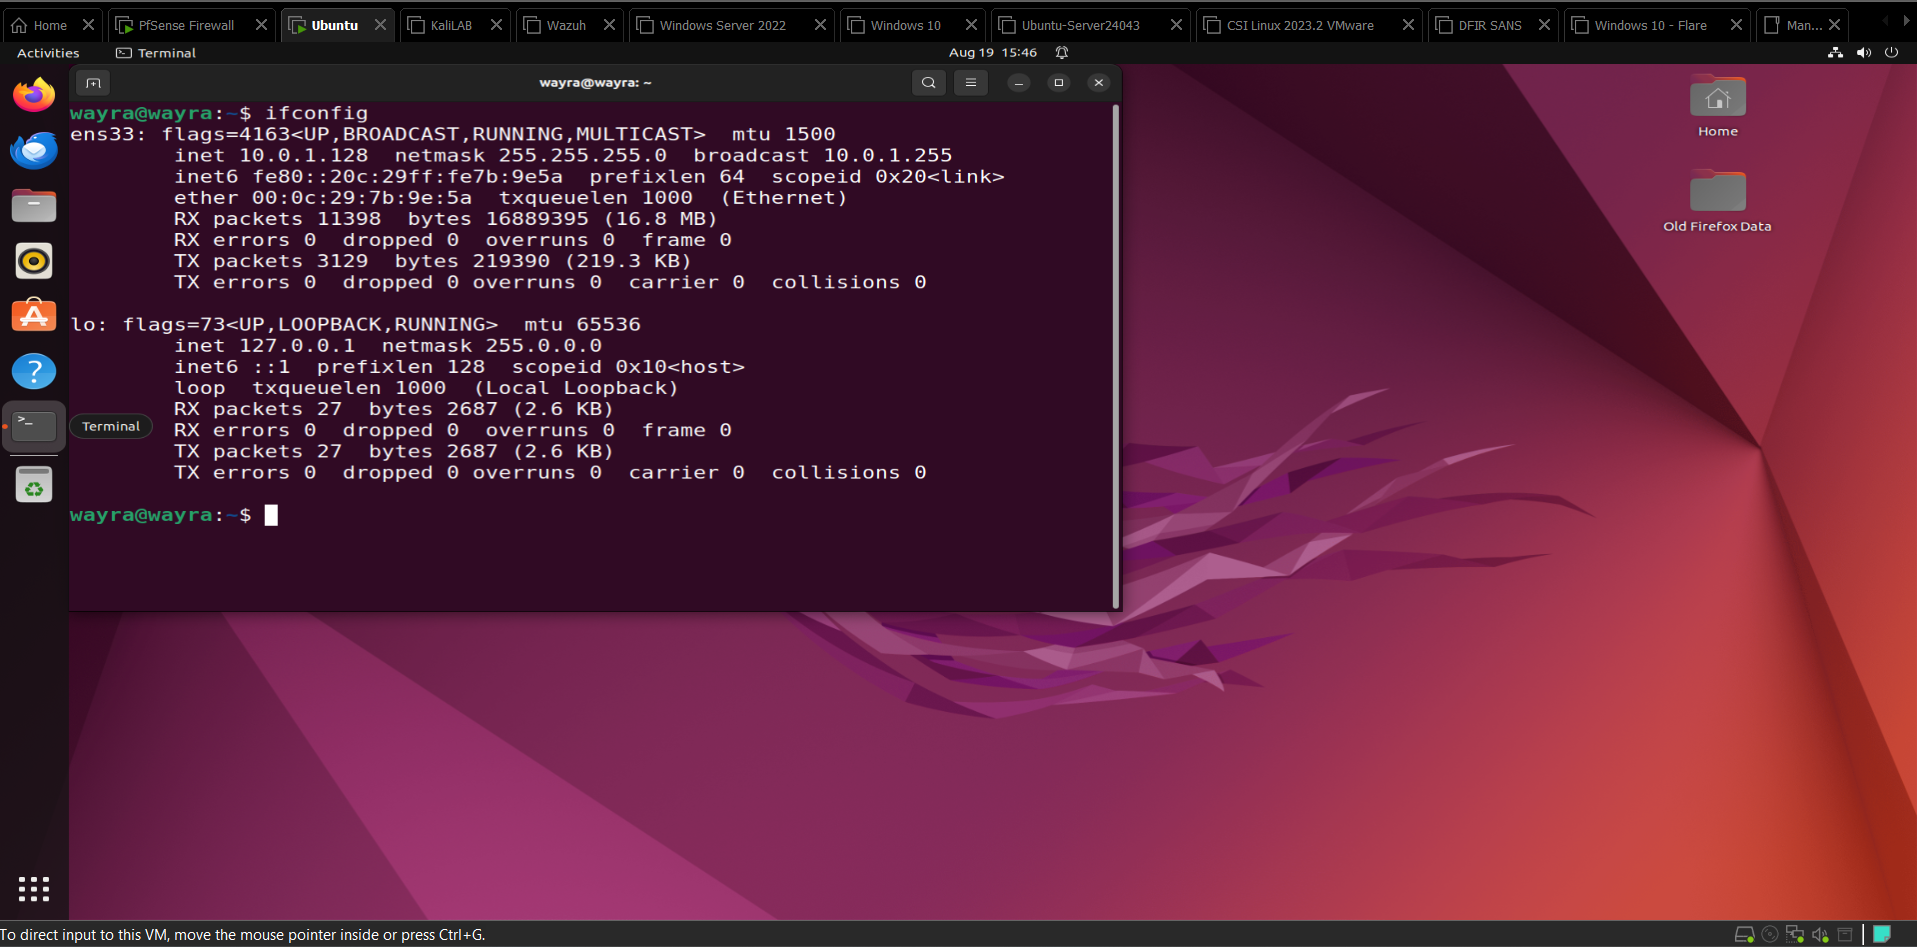 Home
PfSense Firewall
Ubuntu
KaliLAB
Wazuh
Windows Server 2022
Windows 10
Ubuntu-Server24043
CSI Linux 2023.2 VMware
DFIR SANS
Windows 10 - Flare
Man...
Activities
Terminal
Aug 19 15:46
wayra@wayra: ~
wayra@wayra:~$ ifconfig
ens33: flags=4163<UP,BROADCAST,RUNNING,MULTICAST>  mtu 1500
        inet 10.0.1.128  netmask 255.255.255.0  broadcast 10.0.1.255
        inet6 fe80::20c:29ff:fe7b:9e5a  prefixlen 64  scopeid 0x20<link>
        ether 00:0c:29:7b:9e:5a  txqueuelen 1000  (Ethernet)
        RX packets 11398  bytes 16889395 (16.8 MB)
        RX errors 0  dropped 0  overruns 0  frame 0
        TX packets 3129  bytes 219390 (219.3 KB)
        TX errors 0  dropped 0 overruns 0  carrier 0  collisions 0
lo: flags=73<UP,LOOPBACK,RUNNING>  mtu 65536
        inet 127.0.0.1  netmask 255.0.0.0
        inet6 ::1  prefixlen 128  scopeid 0x10<host>
        loop  txqueuelen 1000  (Local Loopback)
        RX packets 27  bytes 2687 (2.6 KB)
        RX errors 0  dropped 0  overruns 0  frame 0
        TX packets 27  bytes 2687 (2.6 KB)
        TX errors 0  dropped 0 overruns 0  carrier 0  collisions 0
wayra@wayra:~$
Terminal
Home
Old Firefox Data
To direct input to this VM, move the mouse pointer inside or press Ctrl+G.